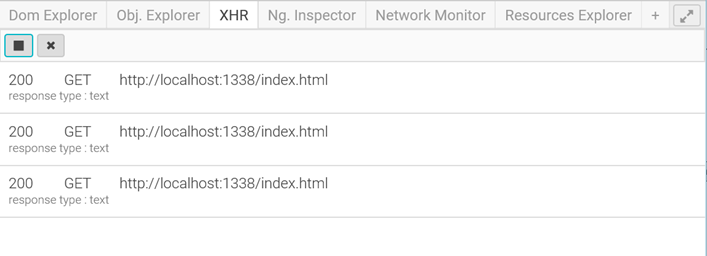 Dom Explorer Obj. Explorer XHR Ng. Inspector Network Monitor Resources Explorer +
200 GET http://localhost:1338/index.html
response type : text
200 GET http://localhost:1338/index.html
response type : text
200 GET http://localhost:1338/index.html
response type : text